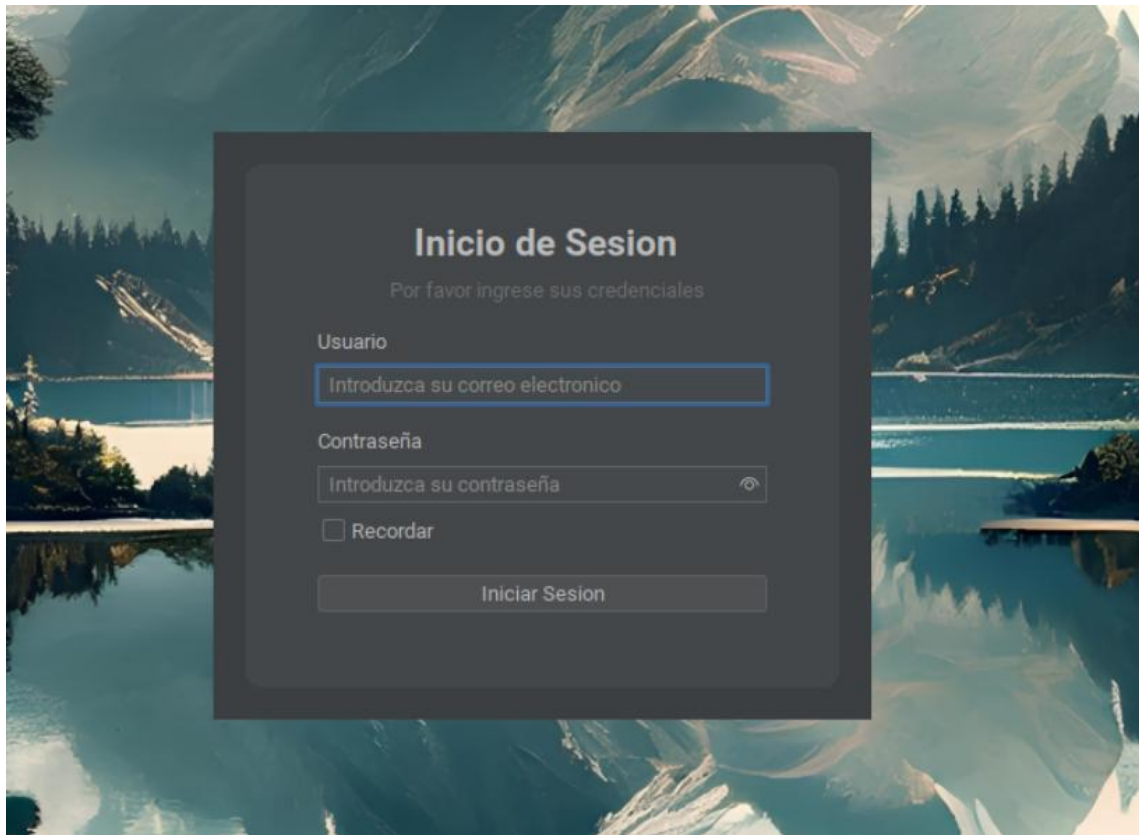 Inicio de Sesion
Por favor ingrese sus credenciales
Usuario
Introduzca su correo electronico
Contraseña
Introduzca su contraseña
Recordar
Iniciar Sesion